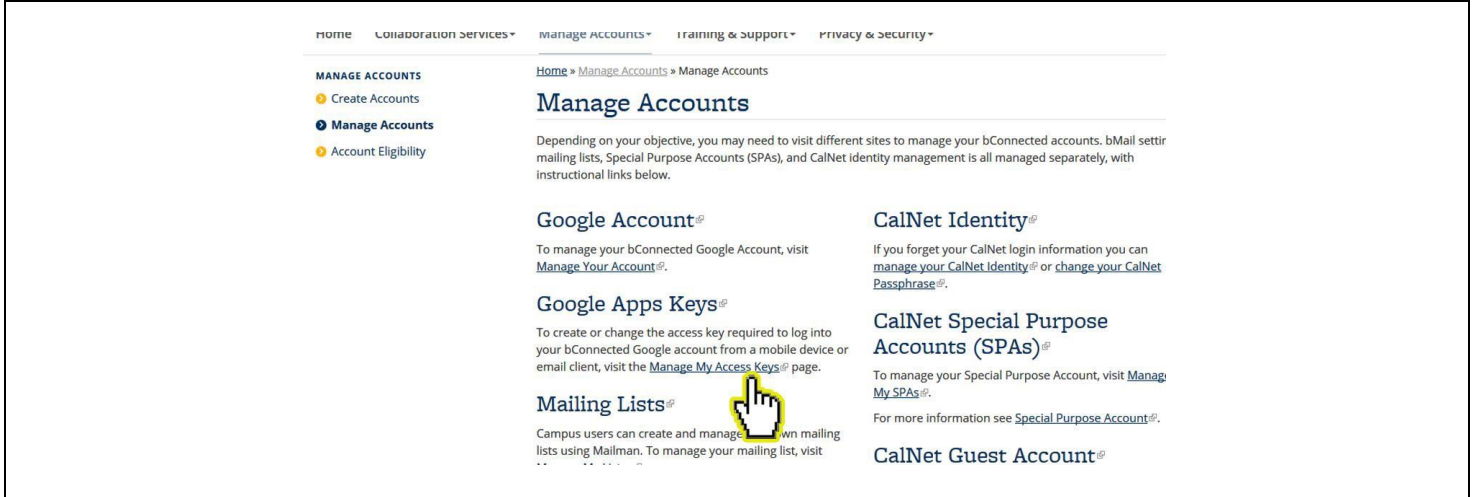 Home Collaboration Services Manage Accounts Training & Support Privacy & Security
MANAGE ACCOUNTS
Create Accounts
Manage Accounts
Account Eligibility
Home » Manage Accounts » Manage Accounts
Manage Accounts
Depending on your objective, you may need to visit different sites to manage your bConnected accounts. bMail
mailing lists, Special Purpose Accounts (SPAs), and CalNet identity management is all managed separately, with
instructional links below.
Google Account
To manage your bConnected Google Account, visit
Manage Your Account.
Google Apps Keys
To create or change the access key required to log into
your bConnected Google account from a mobile device or
email client, visit the Manage My Access Keys page.
Mailing Lists
Campus users can create and manage mailing
lists using Mailman. To manage your mailing list, visit
CalNet Identity
If you forget your CalNet login information you can
manage your CalNet Identity or change your CalNet
Passphrase.
CalNet Special Purpose
Accounts (SPAs)
To manage your Special Purpose Account, visit
My SPAs.
For more information see Special Purpose Account.
CalNet Guest Account